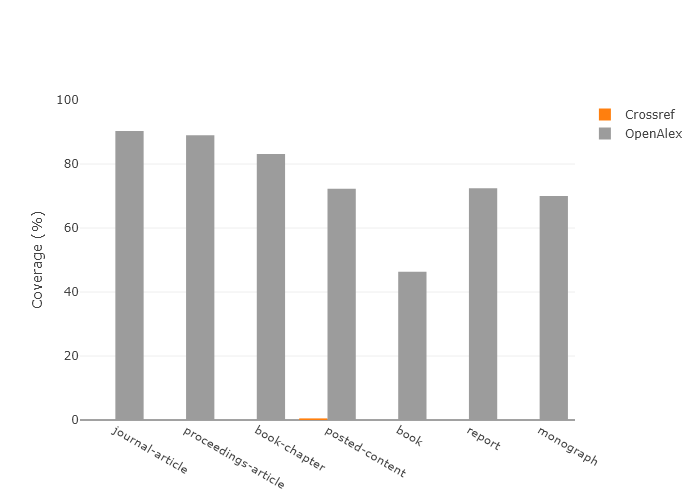 100
80
60
40
20
0
Coverage (%)
journal-article
proceedings-article
book-chapter
posted-content
book
report
monograph
Crossref
OpenAlex